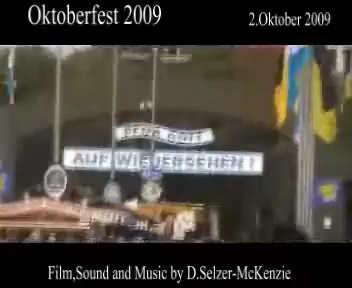 Oktoberfest 2009
2.Oktober 2009
AUF WIEDERSEHEN !
Film,Sound and Music by D.Selzer-McKenzie